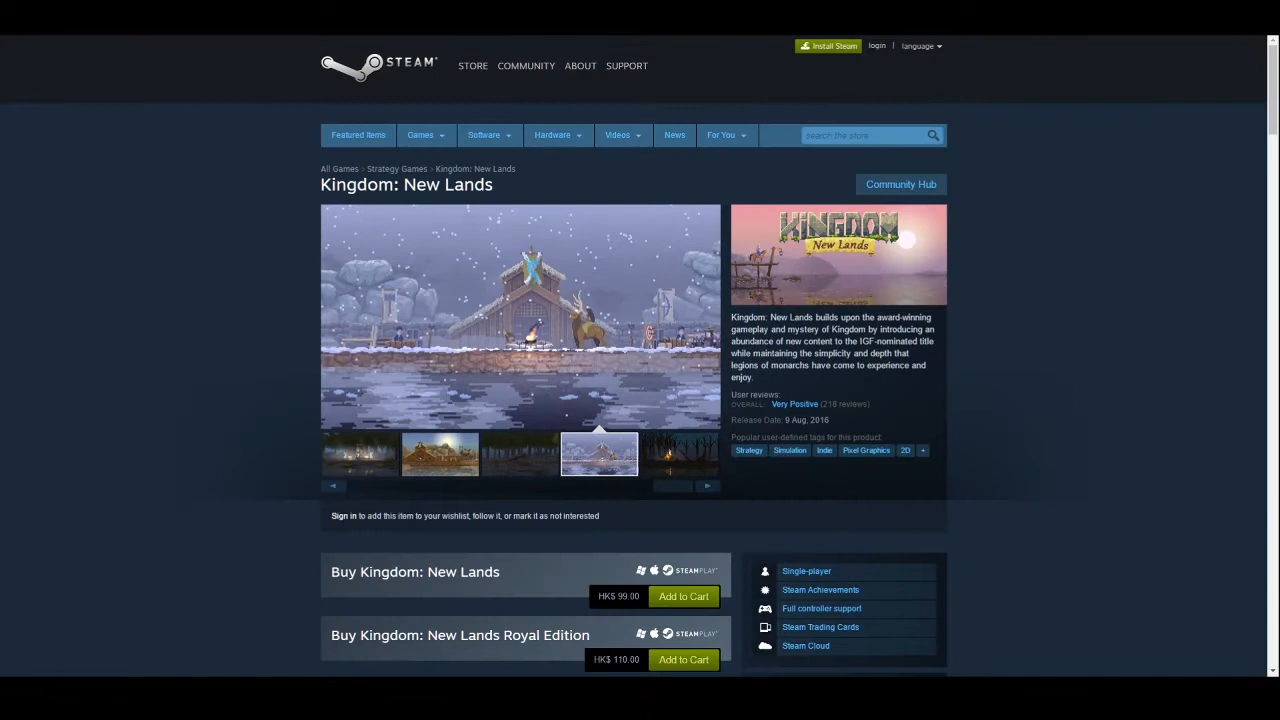 Install Steam login | language
STEAM®
STORE COMMUNITY ABOUT SUPPORT
Featured Items Games Software Hardware Videos News For You search the store
All Games > Strategy Games > Kingdom: New Lands
Kingdom: New Lands
Community Hub
KINGDOM
New Lands
Kingdom: New Lands builds upon the award-winning
gameplay and mystery of Kingdom by introducing an
abundance of new content to the IGF-nominated title
while maintaining the simplicity and depth that
legions of monarchs have come to experience and
enjoy.
User reviews:
OVERALL: Very Positive (218 reviews)
Release Date: 9 Aug, 2016
Popular user-defined tags for this product:
Strategy Simulation Indie Pixel Graphics 2D +
Sign in to add this item to your wishlist, follow it, or mark it as not interested
Buy Kingdom: New Lands
STEAMPLAY
HK$ 99.00 Add to Cart
Buy Kingdom: New Lands Royal Edition
STEAMPLAY
HK$ 110.00 Add to Cart
Single-player
Steam Achievements
Full controller support
Steam Trading Cards
Steam Cloud